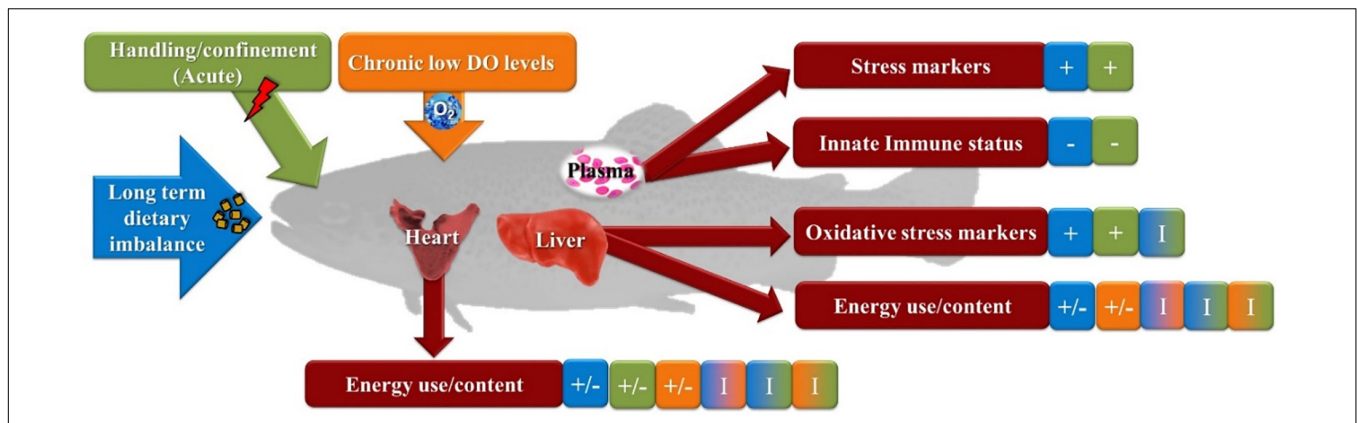 Handling/confinement
(Acute)
Chronic low DO levels
O2
Long term
dietary
imbalance
Plasma
Heart
Liver
Stress markers + +
Innate Immune status - -
Oxidative stress markers + + I
Energy use/content +/- +/- I I I
Energy use/content +/- +/- +/- I I I